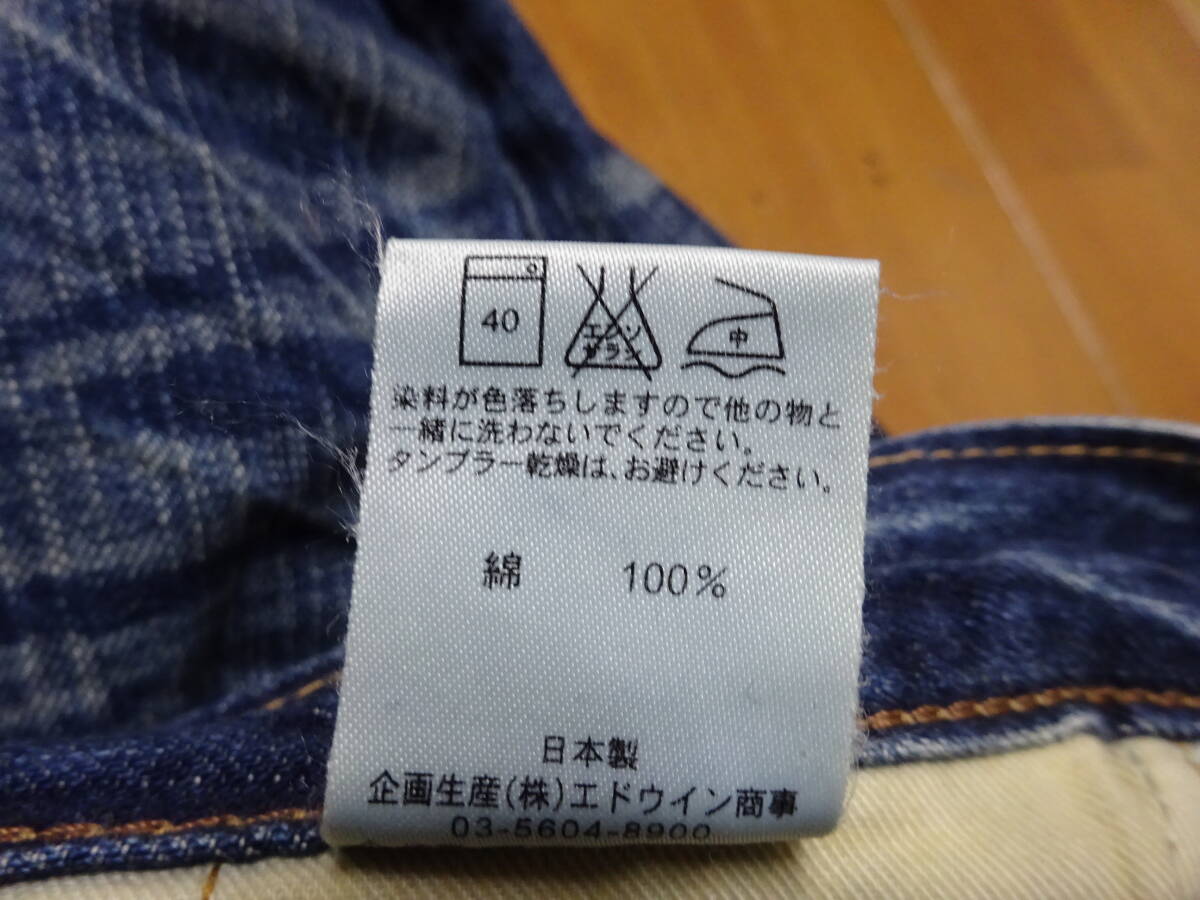 40
エンソ
サラシ
中
染料が色落ちしますので他の物と
一緒に洗わないでください。
タンブラー乾燥は、お避けください。
綿 100%
日本製
企画生産(株)エドウイン商事
03-5604-8900